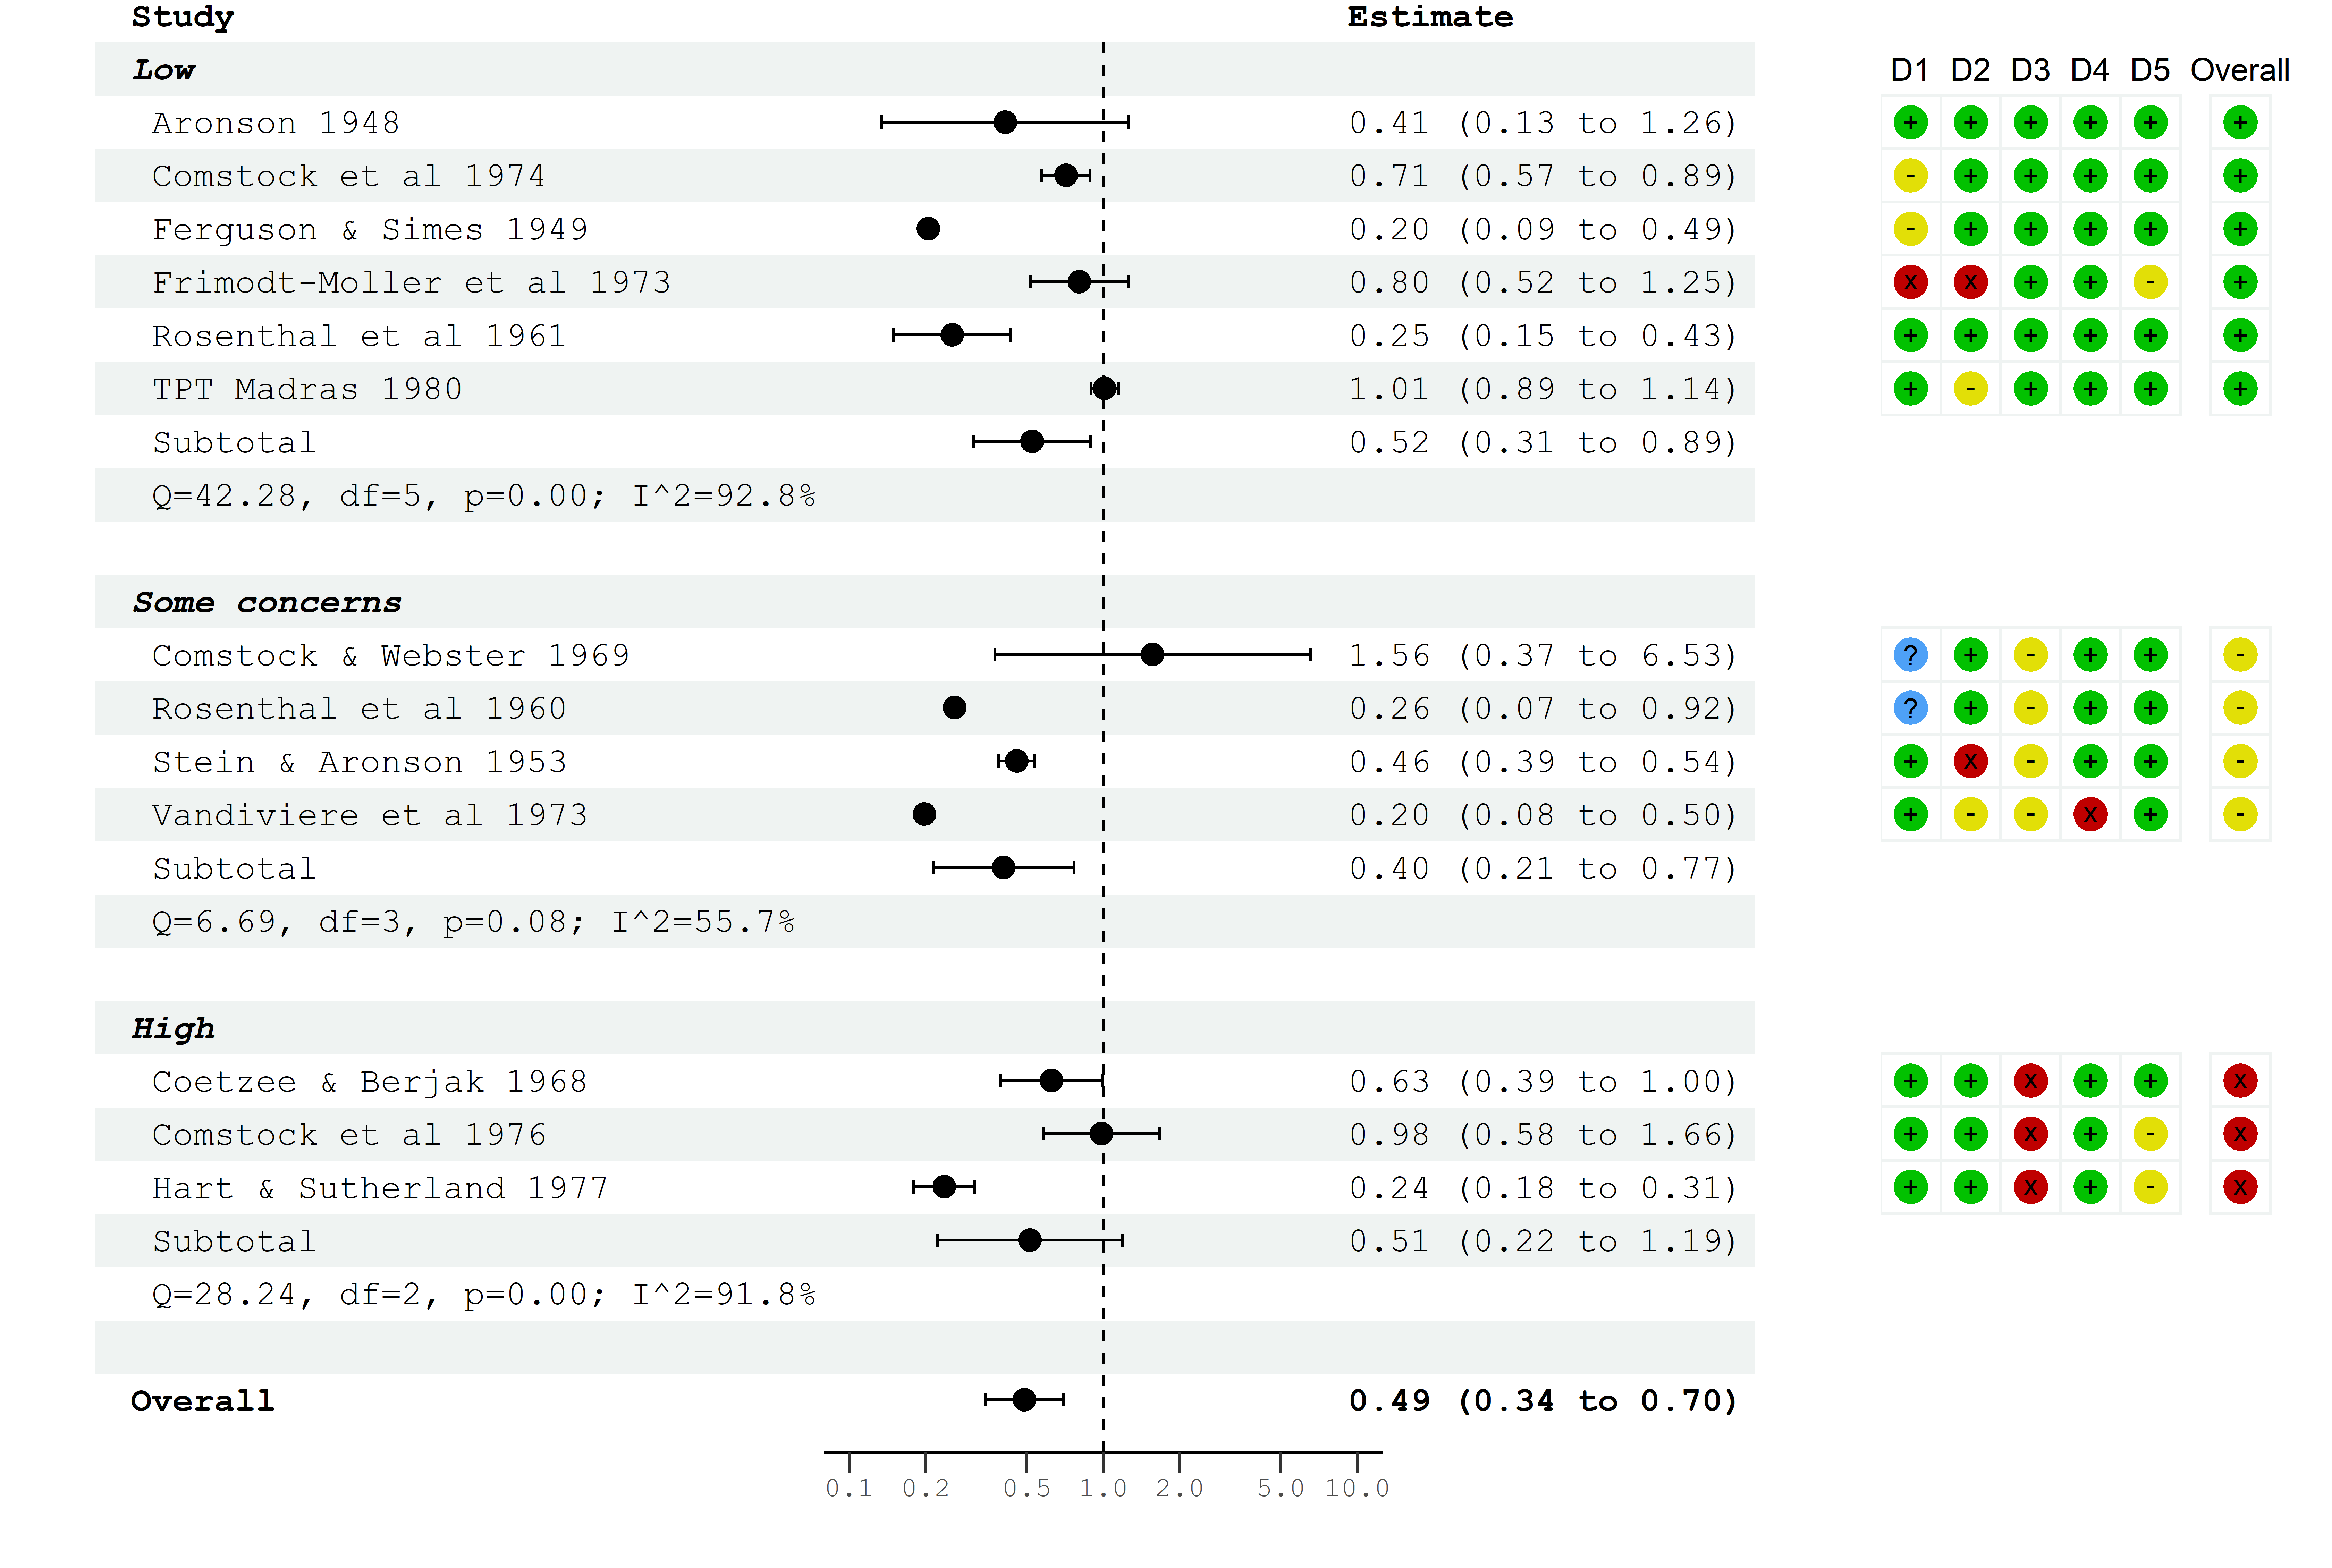 Study Estimate
Low D1 D2 D3 D4 D5 Overall
Aronson 1948 0.41 (0.13 to 1.26) + + + + + +
Comstock et al 1974 0.71 (0.57 to 0.89) - + + + + +
Ferguson & Simes 1949 0.20 (0.09 to 0.49) - + + + + +
Frimodt-Moller et al 1973 0.80 (0.52 to 1.25) x x + + - +
Rosenthal et al 1961 0.25 (0.15 to 0.43) + + + + + +
TPT Madras 1980 1.01 (0.89 to 1.14) + - + + + +
Subtotal 0.52 (0.31 to 0.89)
Q=42.28, df=5, p=0.00; I^2=92.8%
Some concerns
Comstock & Webster 1969 1.56 (0.37 to 6.53) ? + - + + -
Rosenthal et al 1960 0.26 (0.07 to 0.92) ? + - + + -
Stein & Aronson 1953 0.46 (0.39 to 0.54) + x - + + -
Vandiviere et al 1973 0.20 (0.08 to 0.50) + - - x + -
Subtotal 0.40 (0.21 to 0.77)
Q=6.69, df=3, p=0.08; I^2=55.7%
High
Coetzee & Berjak 1968 0.63 (0.39 to 1.00) + + x + + x
Comstock et al 1976 0.98 (0.58 to 1.66) + + x + - x
Hart & Sutherland 1977 0.24 (0.18 to 0.31) + + x + - x
Subtotal 0.51 (0.22 to 1.19)
Q=28.24, df=2, p=0.00; I^2=91.8%
Overall 0.49 (0.34 to 0.70)
0.1 0.2 0.5 1.0 2.0 5.0 10.0